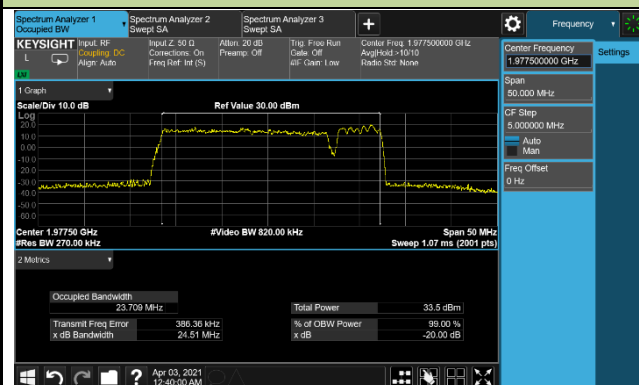 Spectrum Analyzer 1
Occupied BW
Spectrum Analyzer 2
Swept SA
Spectrum Analyzer 3
Swept SA
+
Frequency
KEYSIGHT
L
LNI
Input: RF
Coupling: DC
Align: Auto
Input Z: 50 Ω
Corrections: On
Freq Ref: Int (S)
Atten: 20 dB
Preamp: Off
Trig: Free Run
Gate: Off
#IF Gain: Low
Center Freq: 1.977500000 GHz
Avg|Hold:>10/10
Radio Std: None
Center Frequency
1.977500000 GHz
Settings
Span
50.000 MHz
CF Step
5.000000 MHz
Auto
Man
Freq Offset
0 Hz
1 Graph
Scale/Div 10.0 dB
Ref Value 30.00 dBm
Log
20.0
10.0
0.00
-10.0
-20.0
-30.0
-40.0
-50.0
-60.0
Center 1.97750 GHz
#Video BW 820.00 kHz
Span 50 MHz
#Res BW 270.00 kHz
Sweep 1.07 ms (2001 pts)
2 Metrics
Occupied Bandwidth
23.709 MHz
Total Power
33.5 dBm
Transmit Freq Error
386.36 kHz
% of OBW Power
99.00 %
x dB Bandwidth
24.51 MHz
x dB
-20.00 dB
?
Apr 03, 2021
12:40:00 AM